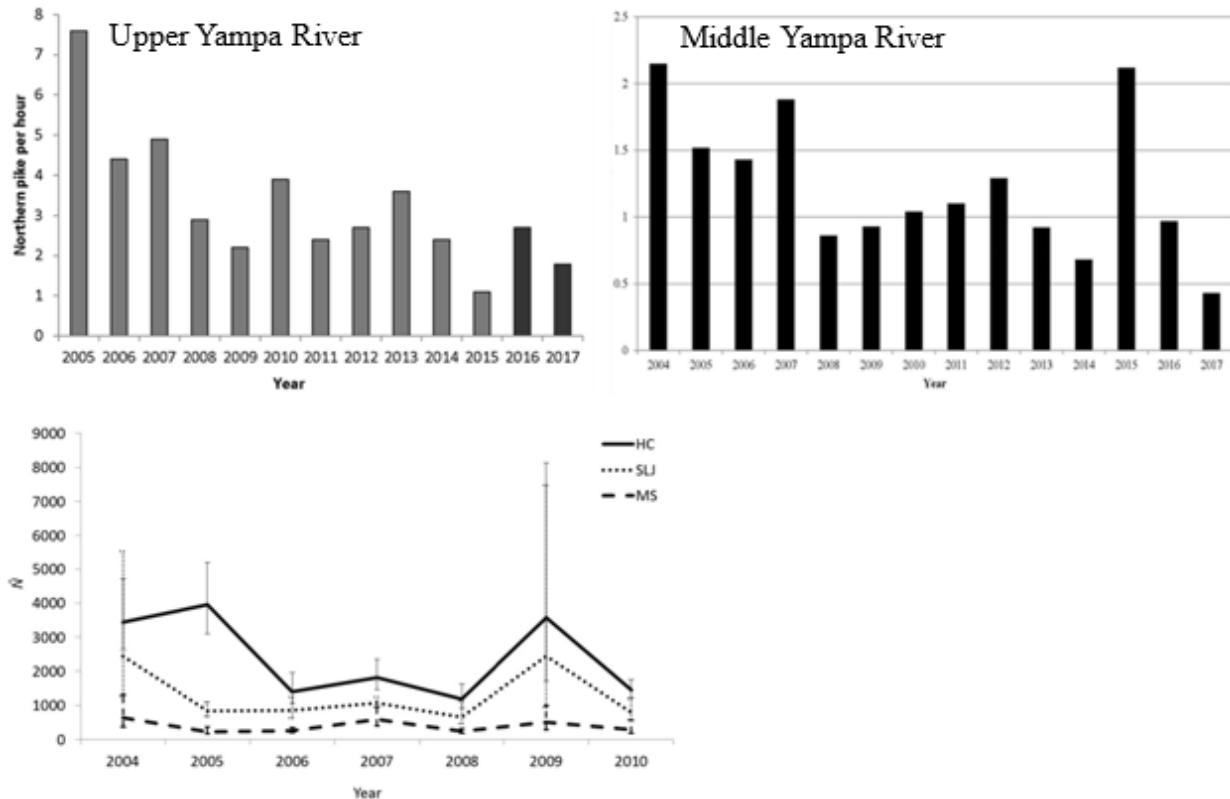 Upper Yampa River
Northern pike per hour
8
7
6
5
4
3
2
1
0
2005 2006 2007 2008 2009 2010 2011 2012 2013 2014 2015 2016 2017
Year
Middle Yampa River
2.5
2
1.5
1
0.5
0
2004 2005 2006 2007 2008 2009 2010 2011 2012 2013 2014 2015 2016 2017
Year
N̂
9000
8000
7000
6000
5000
4000
3000
2000
1000
0
HC
SLJ
MS
2004 2005 2006 2007 2008 2009 2010
Year